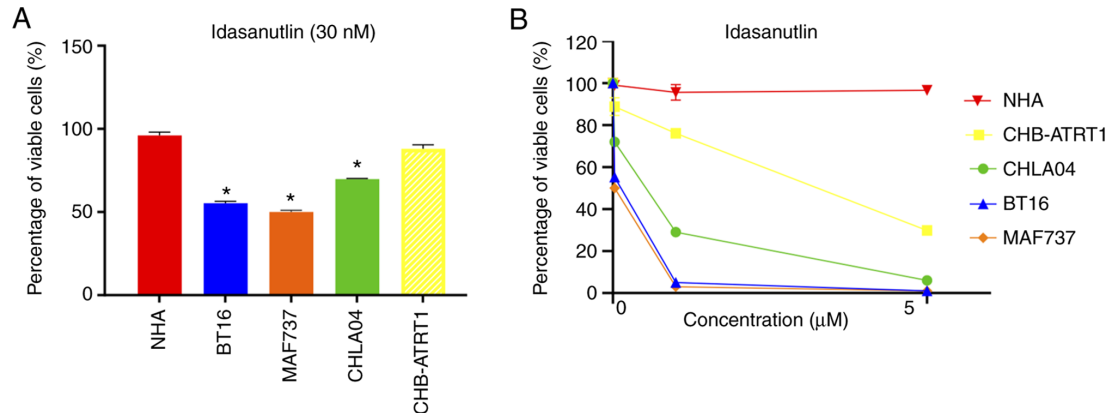 A
Idasanutlin (30 nM)
Percentage of viable cells (%)
150
100
50
0
NHA
BT16
MAF737
CHLA04
CHB-ATRT1
*
*
*
B
Idasanutlin
Percentage of viable cells (%)
120
100
80
60
40
20
0
0
5
Concentration (μM)
NHA
CHB-ATRT1
CHLA04
BT16
MAF737